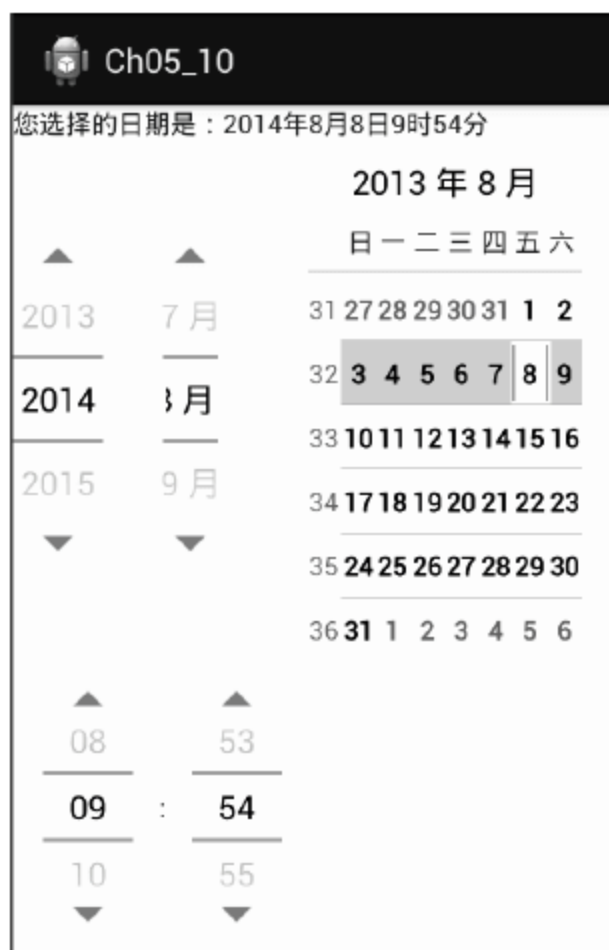 Ch05_10
您选择的日期是：2014年8月8日9时54分
2013 年 8 月
日 一 二 三 四 五 六
2013 7 月
2014 月
2015 9 月
31 27 28 29 30 31 1 2
32 3 4 5 6 7 8 9
33 10 11 12 13 14 15 16
34 17 18 19 20 21 22 23
35 24 25 26 27 28 29 30
36 31 1 2 3 4 5 6
08 53
09 : 54
10 55